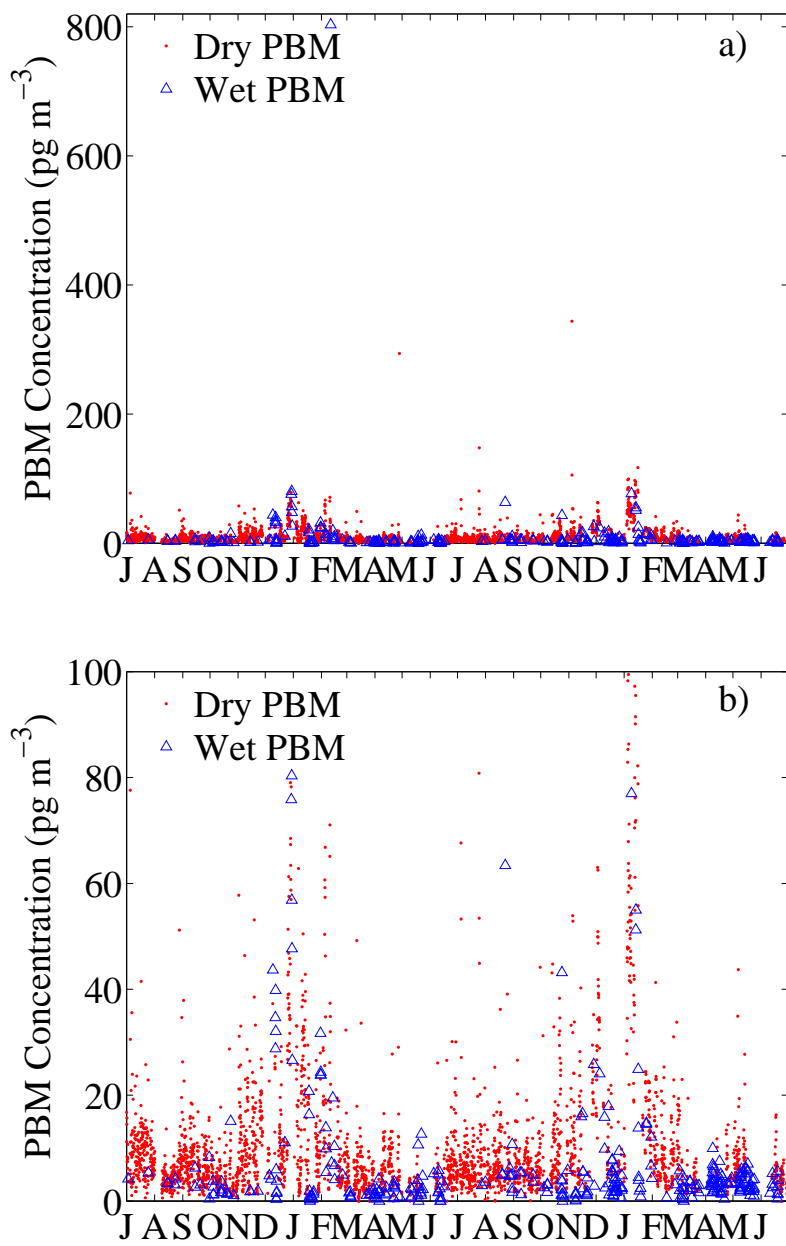 a)
Dry PBM
Wet PBM
PBM Concentration (pg m−3)
800
600
400
200
0
J A S O N D J F M A M J J A S O N D J F M A M J
b)
Dry PBM
Wet PBM
PBM Concentration (pg m−3)
100
80
60
40
20
0
J A S O N D J F M A M J J A S O N D J F M A M J